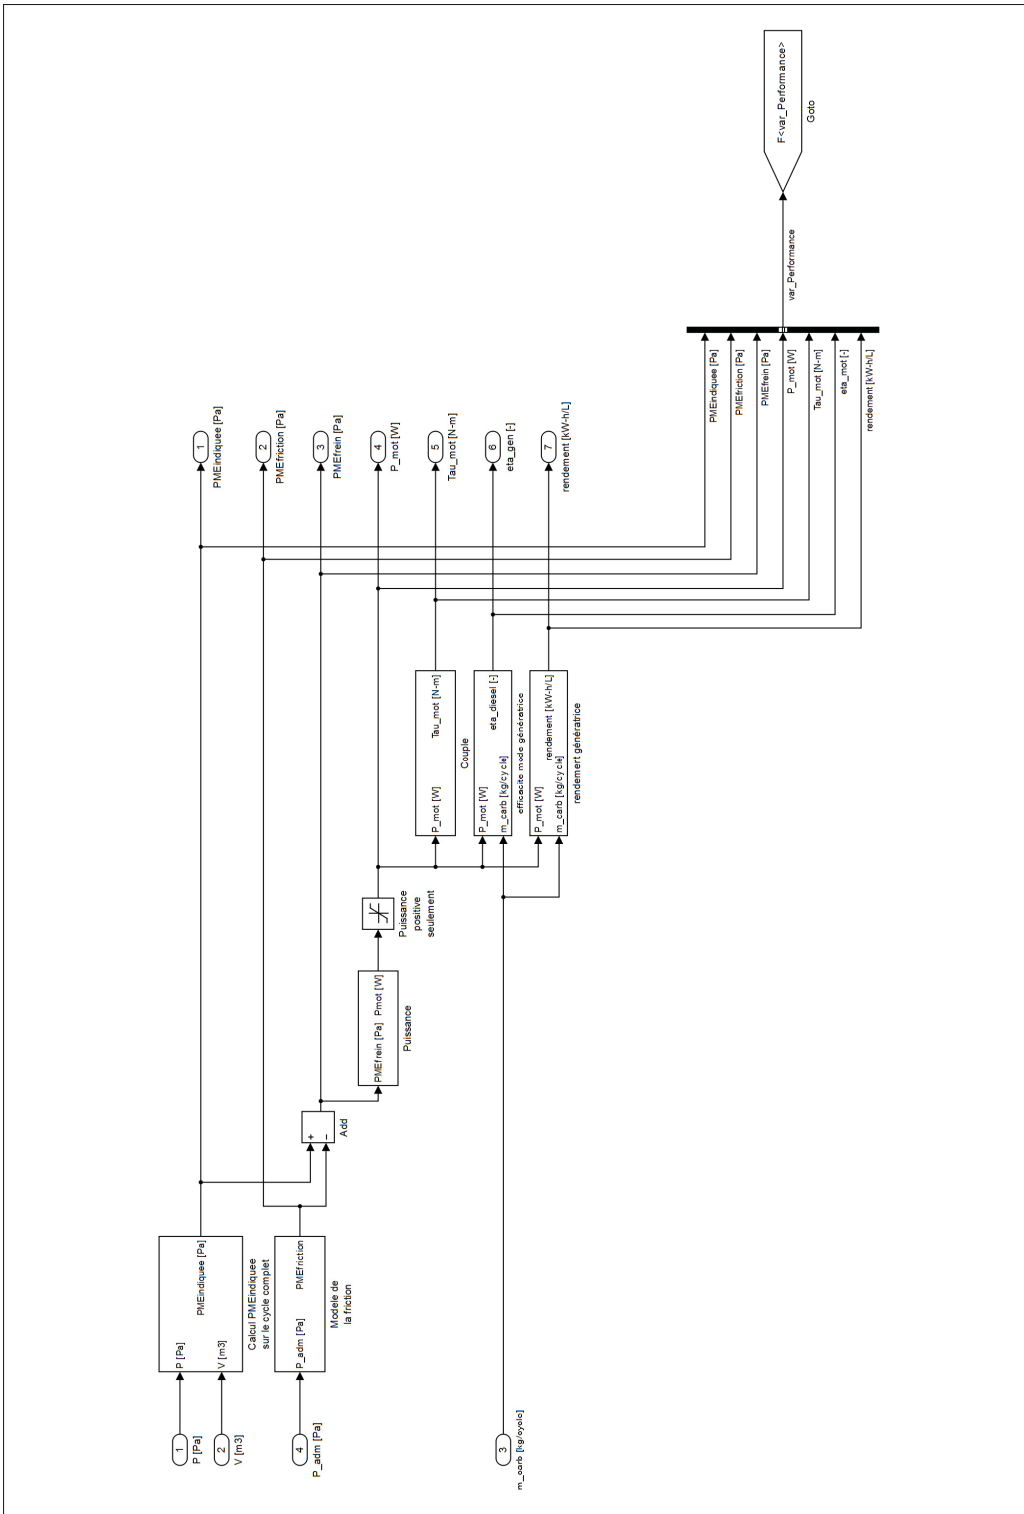 1
P [Pa]
2
V [m3]
4
P_adm [Pa]
3
m_carb [kg/cycle]
P [Pa]
V [m3]
PMEindiquee [Pa]
Calcul PMEindiquee
sur le cycle complet
P_adm [Pa]
PMEfriction
Modele de
la friction
+
−
Add
PMEfrein [Pa]
Pmot [W]
Puissance
Puissance
positive
seulement
P_mot [W]
Tau_mot [N-m]
Couple
P_mot [W]
m_carb [kg/cycle]
eta_diesel [-]
efficacite mode génératrice
P_mot [W]
m_carb [kg/cycle]
rendement [kW-h/L]
rendement génératrice
1
PMEindiquee [Pa]
2
PMEfriction [Pa]
3
PMEfrein [Pa]
4
P_mot [W]
5
Tau_mot [N-m]
6
eta_gen [-]
7
rendement [kW-h/L]
PMEindiquee [Pa]
PMEfriction [Pa]
PMEfrein [Pa]
P_mot [W]
Tau_mot [N-m]
eta_mot [-]
rendement [kW-h/L]
var_Performance
F<var_Performance>
Goto